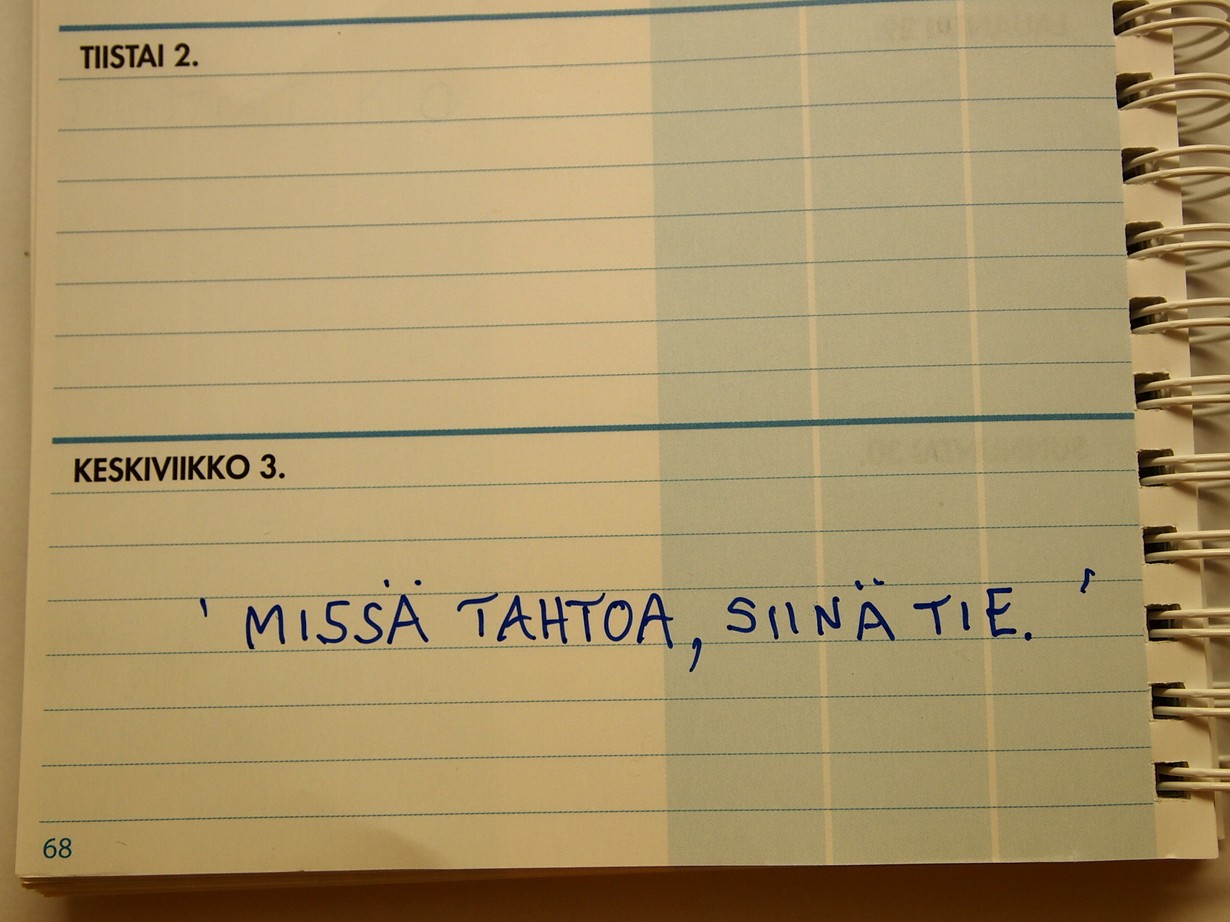 TIISTAI 2.
KESKIVIIKKO 3.
' MISSÄ TAHTOA, SIINÄ TIE. '
68